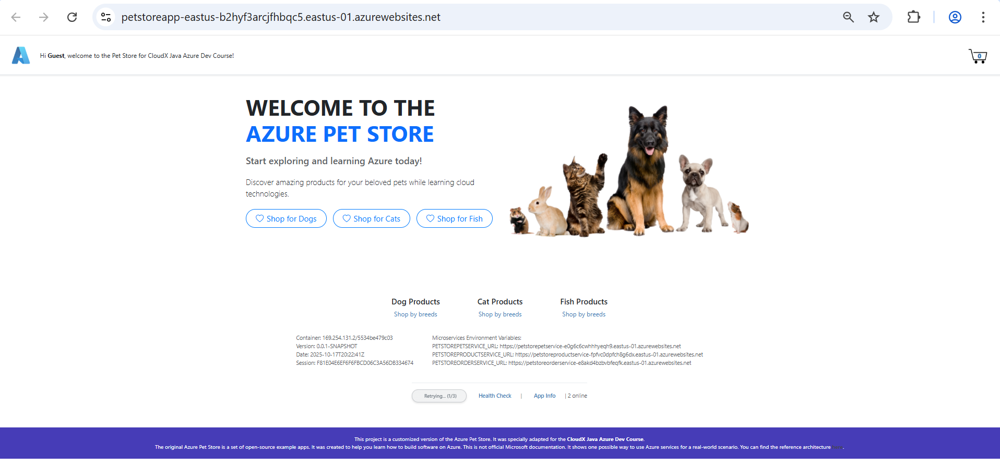 petstoreapp-eastus-b2hyf3arcjfhbqc5.eastus-01.azurewebsites.net
Hi Guest, welcome to the Pet Store for CloudX Java Azure Dev Course!
0
WELCOME TO THE
AZURE PET STORE
Start exploring and learning Azure today!
Discover amazing products for your beloved pets while learning cloud
technologies.
Shop for Dogs
Shop for Cats
Shop for Fish
Dog Products
Shop by breeds
Cat Products
Shop by breeds
Fish Products
Shop by breeds
Container: 169.254.131.2/5534be479c03
Version: 0.0.1-SNAPSHOT
Date: 2025-10-17T20:22:41Z
Session: F81E04E6EF6F6FBCD06C3A56DB334674
Microservices Environment Variables:
PETSTOREPETSERVICE_URL: https://petstorepetservice-e0g6c6cwhhhyeqh9.eastus-01.azurewebsites.net
PETSTOREPRODUCTSERVICE_URL: https://petstoreproductservice-fpfvc0dpfch8g6dx.eastus-01.azurewebsites.net
PETSTOREORDERSERVICE_URL: https://petstoreorderservice-e8akd4bzbvbfeqfk.eastus-01.azurewebsites.net
Retrying... (1/3)
Health Check | App Info | 2 online
This project is a customized version of the Azure Pet Store. It was specially adapted for the CloudX Java Azure Dev Course.
The original Azure Pet Store is a set of open-source example apps. It was created to help you learn how to build software on Azure. This is not official Microsoft documentation. It shows one possible way to use Azure services for a real-world scenario. You can find the reference architecture here.